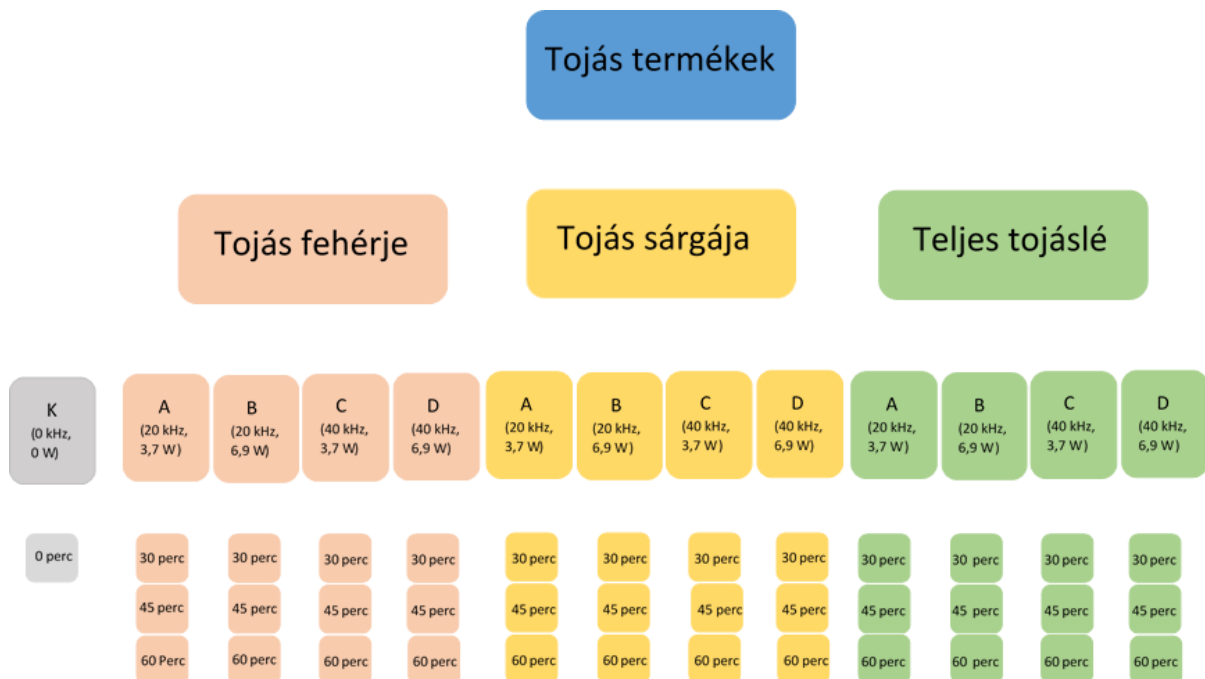 Tojás termékek
Tojás fehérje
Tojás sárgája
Teljes tojáslé
K
(0 kHz,
0 W)
A
(20 kHz,
3,7 W)
B
(20 kHz,
6,9 W)
C
(40 kHz,
3,7 W)
D
(40 kHz,
6,9 W)
A
(20 kHz,
3,7 W)
B
(20 kHz,
6,9 W)
C
(40 kHz,
3,7 W)
D
(40 kHz,
6,9 W)
A
(20 kHz,
3,7 W)
B
(20 kHz,
6,9 W)
C
(40 kHz,
3,7 W)
D
(40 kHz,
6,9 W)
0 perc
30 perc
30 perc
30 perc
30 perc
30 perc
30 perc
30 perc
30 perc
30 perc
30 perc
30 perc
30 perc
45 perc
45 perc
45 perc
45 perc
45 perc
45 perc
45 perc
45 perc
45 perc
45 perc
45 perc
45 perc
60 Perc
60 perc
60 perc
60 perc
60 perc
60 perc
60 perc
60 perc
60 perc
60 perc
60 perc
60 perc